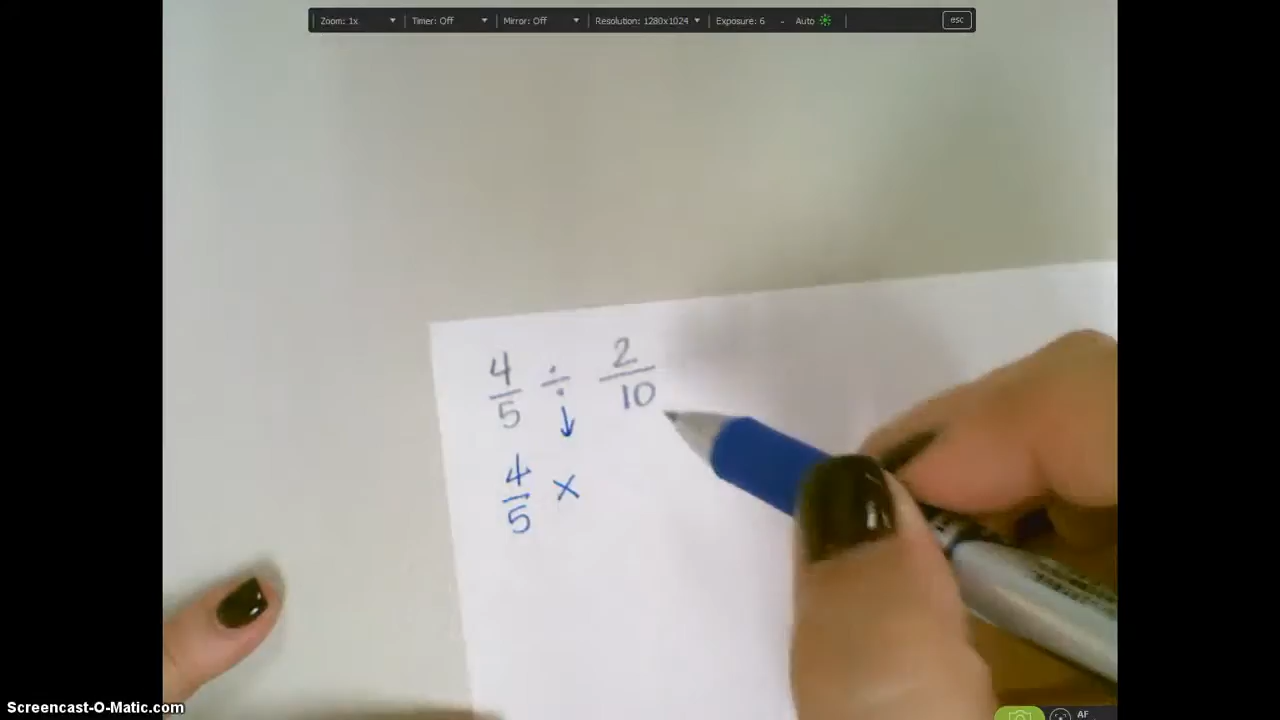 Zoom: 1x Timer: Off Mirror: Off Resolution: 1280x1024 Exposure: 6 - Auto esc
4/5 ÷ 2/10
↓
4/5 ×
AF
Screencast-O-Matic.com